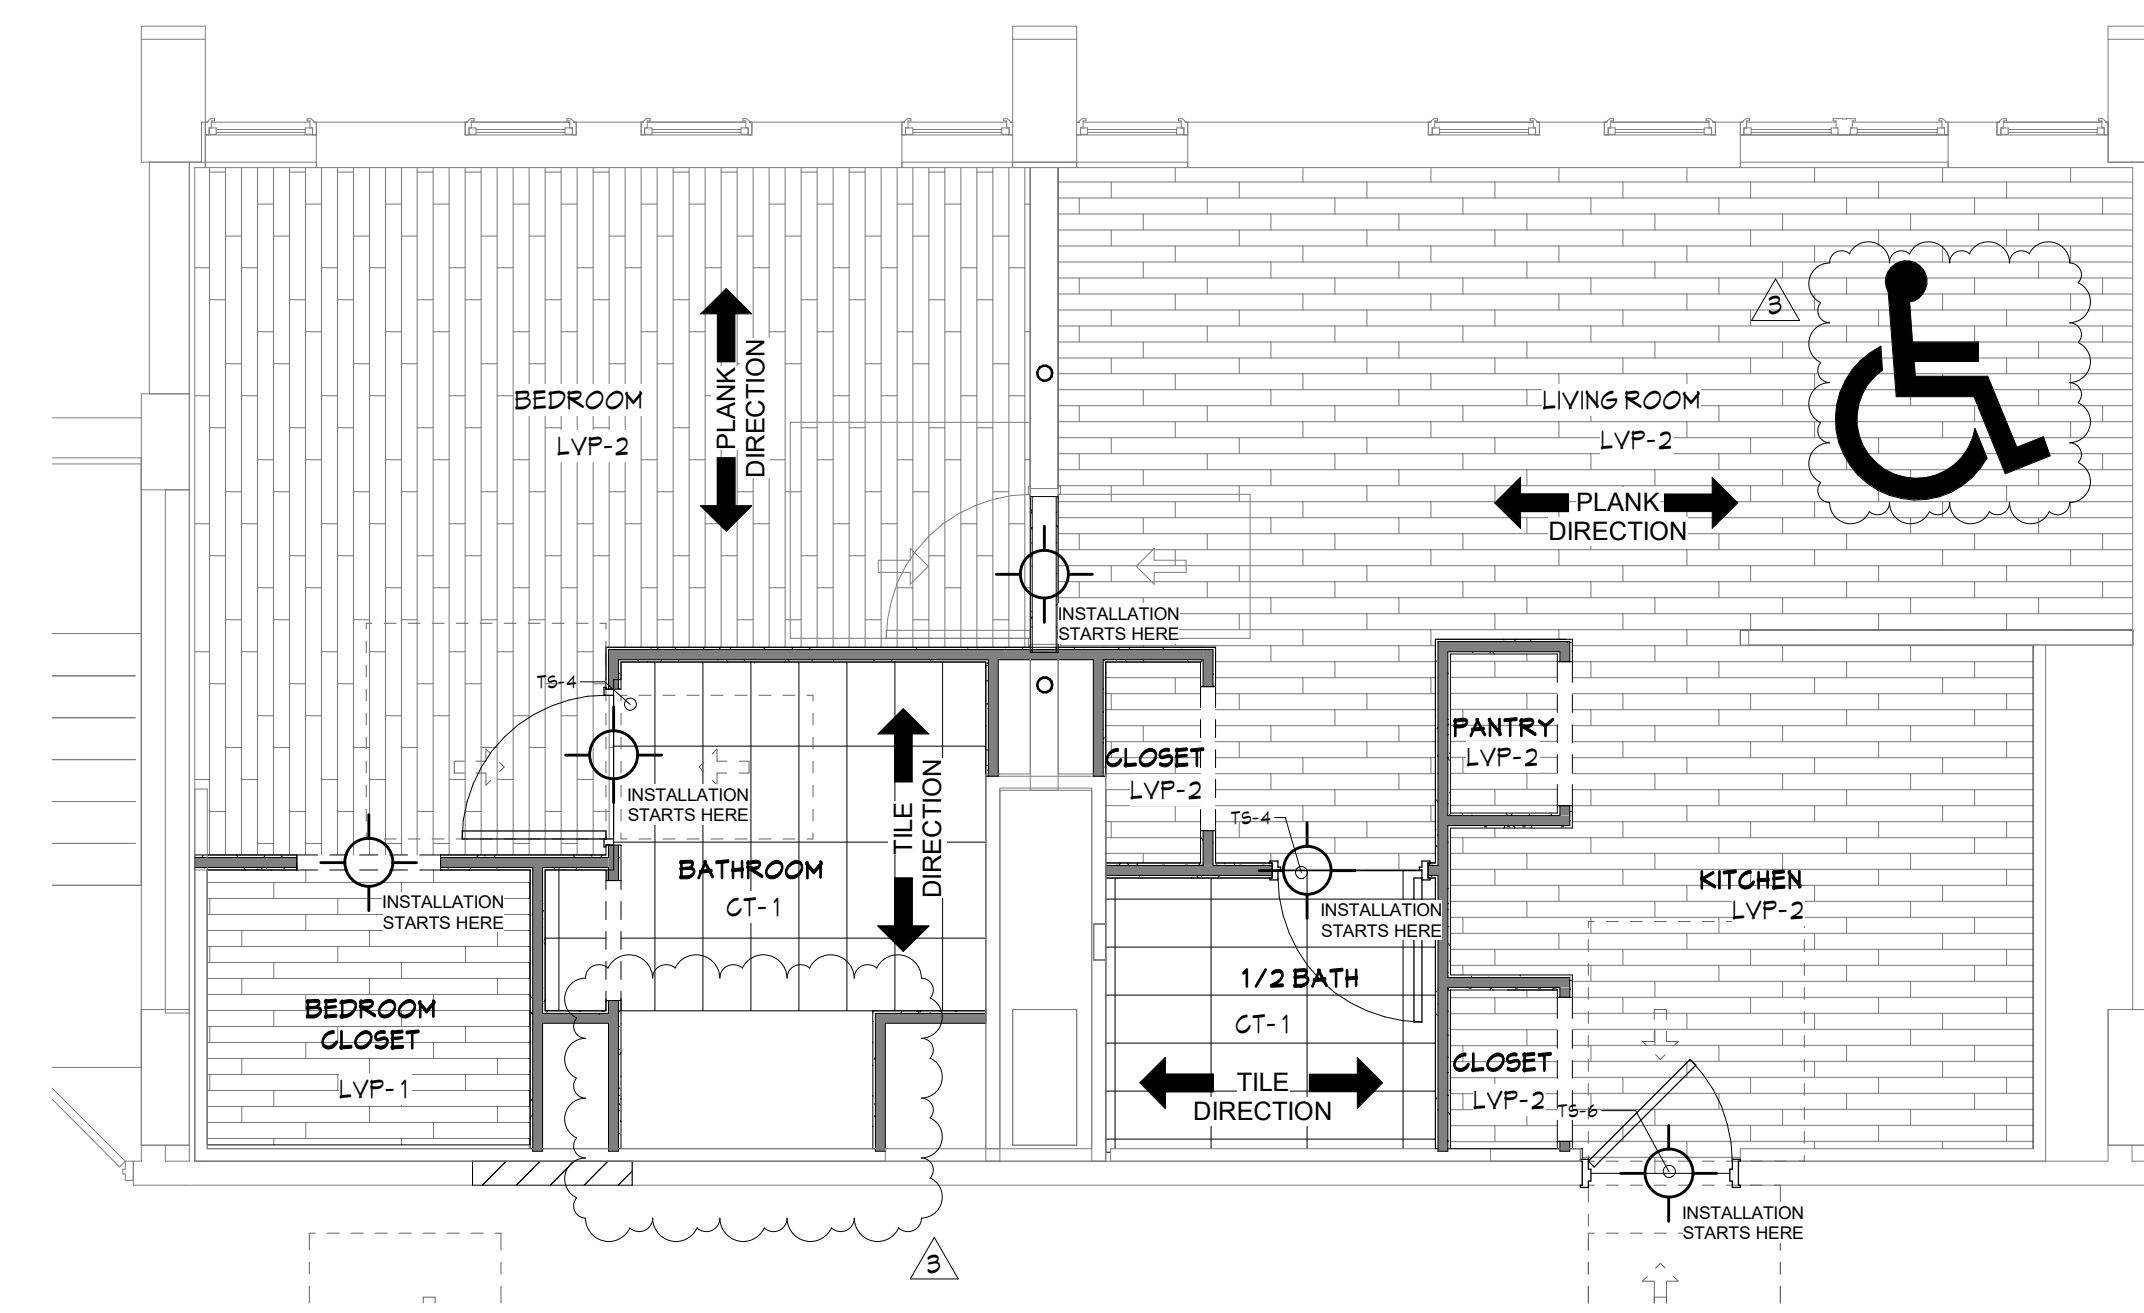 3
BEDROOM
LVP-2
PLANK
DIRECTION
LIVING ROOM
LVP-2
PLANK
DIRECTION
INSTALLATION
STARTS HERE
TS-4
INSTALLATION
STARTS HERE
TILE
DIRECTION
CLOSET
LVP-2
PANTRY
LVP-2
TS-4
BATHROOM
CT-1
INSTALLATION
STARTS HERE
INSTALLATION
STARTS HERE
KITCHEN
LVP-2
BEDROOM
CLOSET
LVP-1
1/2 BATH
CT-1
TILE
DIRECTION
CLOSET
LVP-2
TS-6
INSTALLATION
STARTS HERE
3